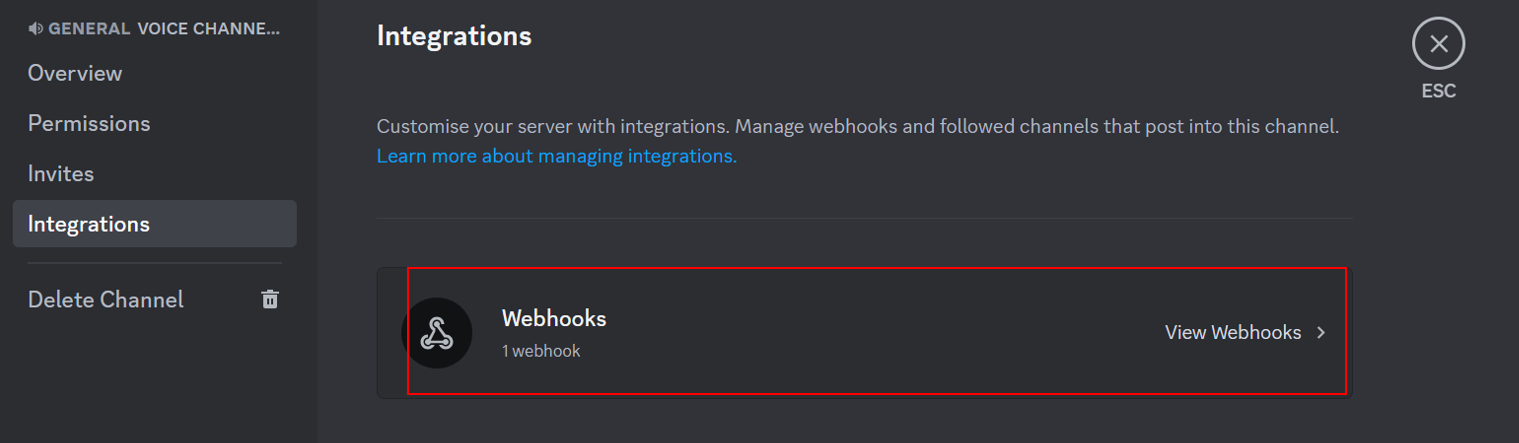 GENERAL VOICE CHANNE...
Overview
Permissions
Invites
Integrations
Delete Channel
Integrations
ESC
Customise your server with integrations. Manage webhooks and followed channels that post into this channel.
Learn more about managing integrations.
Webhooks
1 webhook
View Webhooks